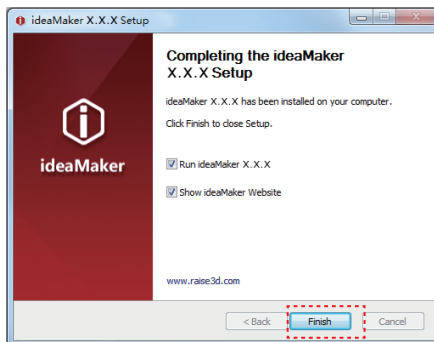 ideaMaker X.X.X Setup
Completing the ideaMaker
X.X.X Setup
ideaMaker X.X.X has been installed on your computer.
Click Finish to close Setup.
ideaMaker
Run ideaMaker X.X.X
Show ideaMaker Website
www.raise3d.com
< Back Finish Cancel